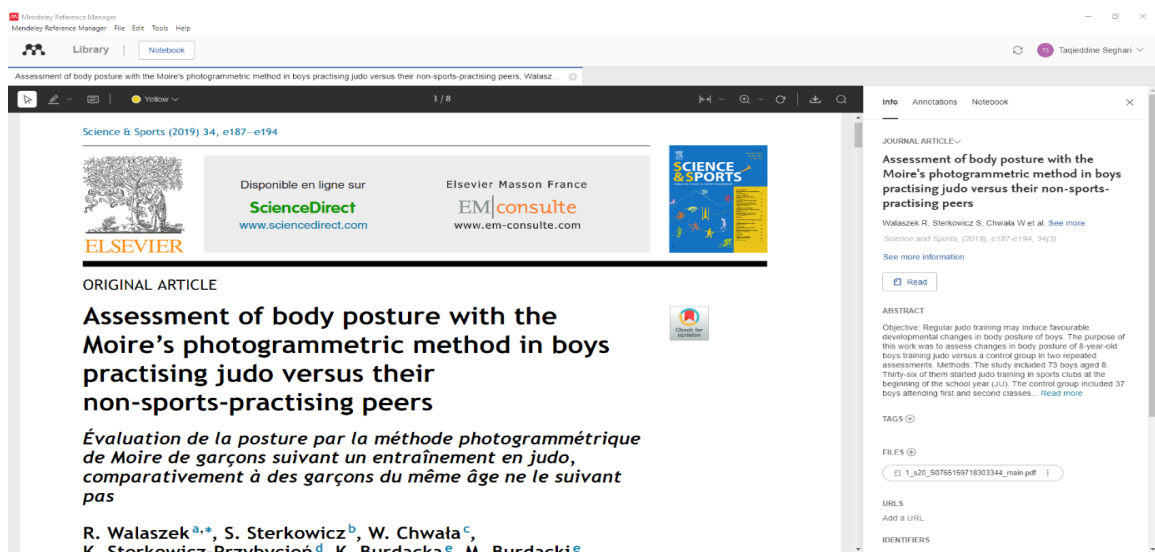 Mendeley Reference Manager
Mendeley Reference Manager File Edit Tools Help
Library Notebook
TS Taqieddine Seghari
Assessment of body posture with the Moire's photogrammetric method in boys practising judo versus their non-sports-practising peers, Walasz...
Yellow 1 / 8
Science & Sports (2019) 34, e187—e194
ELSEVIER
Disponible en ligne sur
ScienceDirect
www.sciencedirect.com
Elsevier Masson France
EM|consulte
www.em-consulte.com
SCIENCE
&SPORTS
ORIGINAL ARTICLE
Assessment of body posture with the
Moire’s photogrammetric method in boys
practising judo versus their
non-sports-practising peers
Check for
updates
Évaluation de la posture par la méthode photogrammétrique
de Moire de garçons suivant un entraînement en judo,
comparativement à des garçons du même âge ne le suivant
pas
R. Walaszek a,*, S. Sterkowicz b, W. Chwała c,
K. Sterkowicz-Przybycień d, K. Burdacka e, M. Burdacki e
Info Annotations Notebook
JOURNAL ARTICLE
Assessment of body posture with the
Moire's photogrammetric method in boys
practising judo versus their non-sports-
practising peers
Walaszek R, Sterkowicz S, Chwała W et al. See more
Science and Sports, (2019), e187-e194, 34(3)
See more information
Read
ABSTRACT
Objective: Regular judo training may induce favourable
developmental changes in body posture of boys. The purpose of
this work was to assess changes in body posture of 8-year-old
boys training judo versus a control group in two repeated
assessments. Methods: The study included 73 boys aged 8.
Thirty-six of them started judo training in sports clubs at the
beginning of the school year (JU). The control group included 37
boys attending first and second classes... Read more
TAGS
FILES
1_s20_S0765159718303344_main.pdf
URLS
Add a URL
IDENTIFIERS